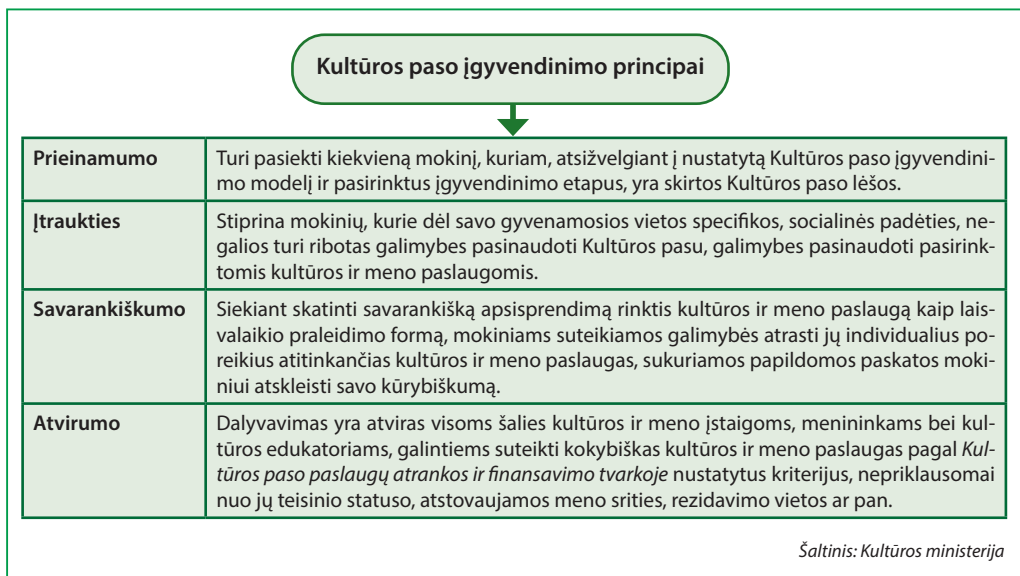 Kultūros paso įgyvendinimo principai
Prieinamumo
Turi pasiekti kiekvieną mokinį, kuriam, atsižvelgiant į nustatytą Kultūros paso įgyvendini-
mo modelį ir pasirinktus įgyvendinimo etapus, yra skirtos Kultūros paso lėšos.
Įtraukties
Stiprina mokinių, kurie dėl savo gyvenamosios vietos specifikos, socialinės padėties, ne-
galios turi ribotas galimybes pasinaudoti Kultūros pasu, galimybes pasinaudoti pasirink-
tomis kultūros ir meno paslaugomis.
Savarankiškumo
Siekiant skatinti savarankišką apsisprendimą rinktis kultūros ir meno paslaugą kaip lais-
valaikio praleidimo formą, mokiniams suteikiamos galimybės atrasti jų individualius po-
reikius atitinkančias kultūros ir meno paslaugas, sukuriamos papildomos paskatos moki-
niui atskleisti savo kūrybiškumą.
Atvirumo
Dalyvavimas yra atviras visoms šalies kultūros ir meno įstaigoms, menininkams bei kul-
tūros edukatoriams, galintiems suteikti kokybiškas kultūros ir meno paslaugas pagal Kul-
tūros paso paslaugų atrankos ir finansavimo tvarkoje nustatytus kriterijus, nepriklausomai
nuo jų teisinio statuso, atstovaujamos meno srities, rezidavimo vietos ar pan.
Šaltinis: Kultūros ministerija